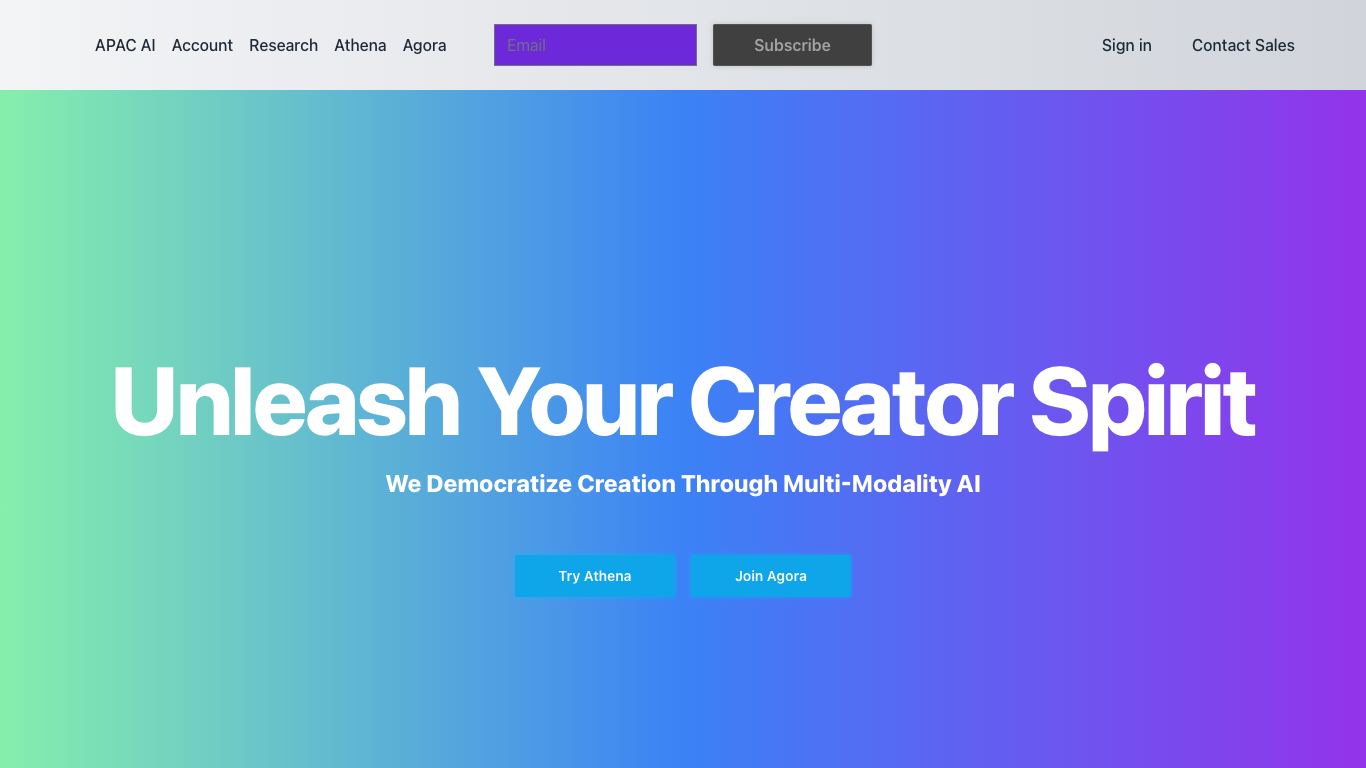 APAC AI Account Research Athena Agora Email Subscribe Sign in Contact Sales
Unleash Your Creator Spirit
We Democratize Creation Through Multi-Modality AI
Try Athena Join Agora